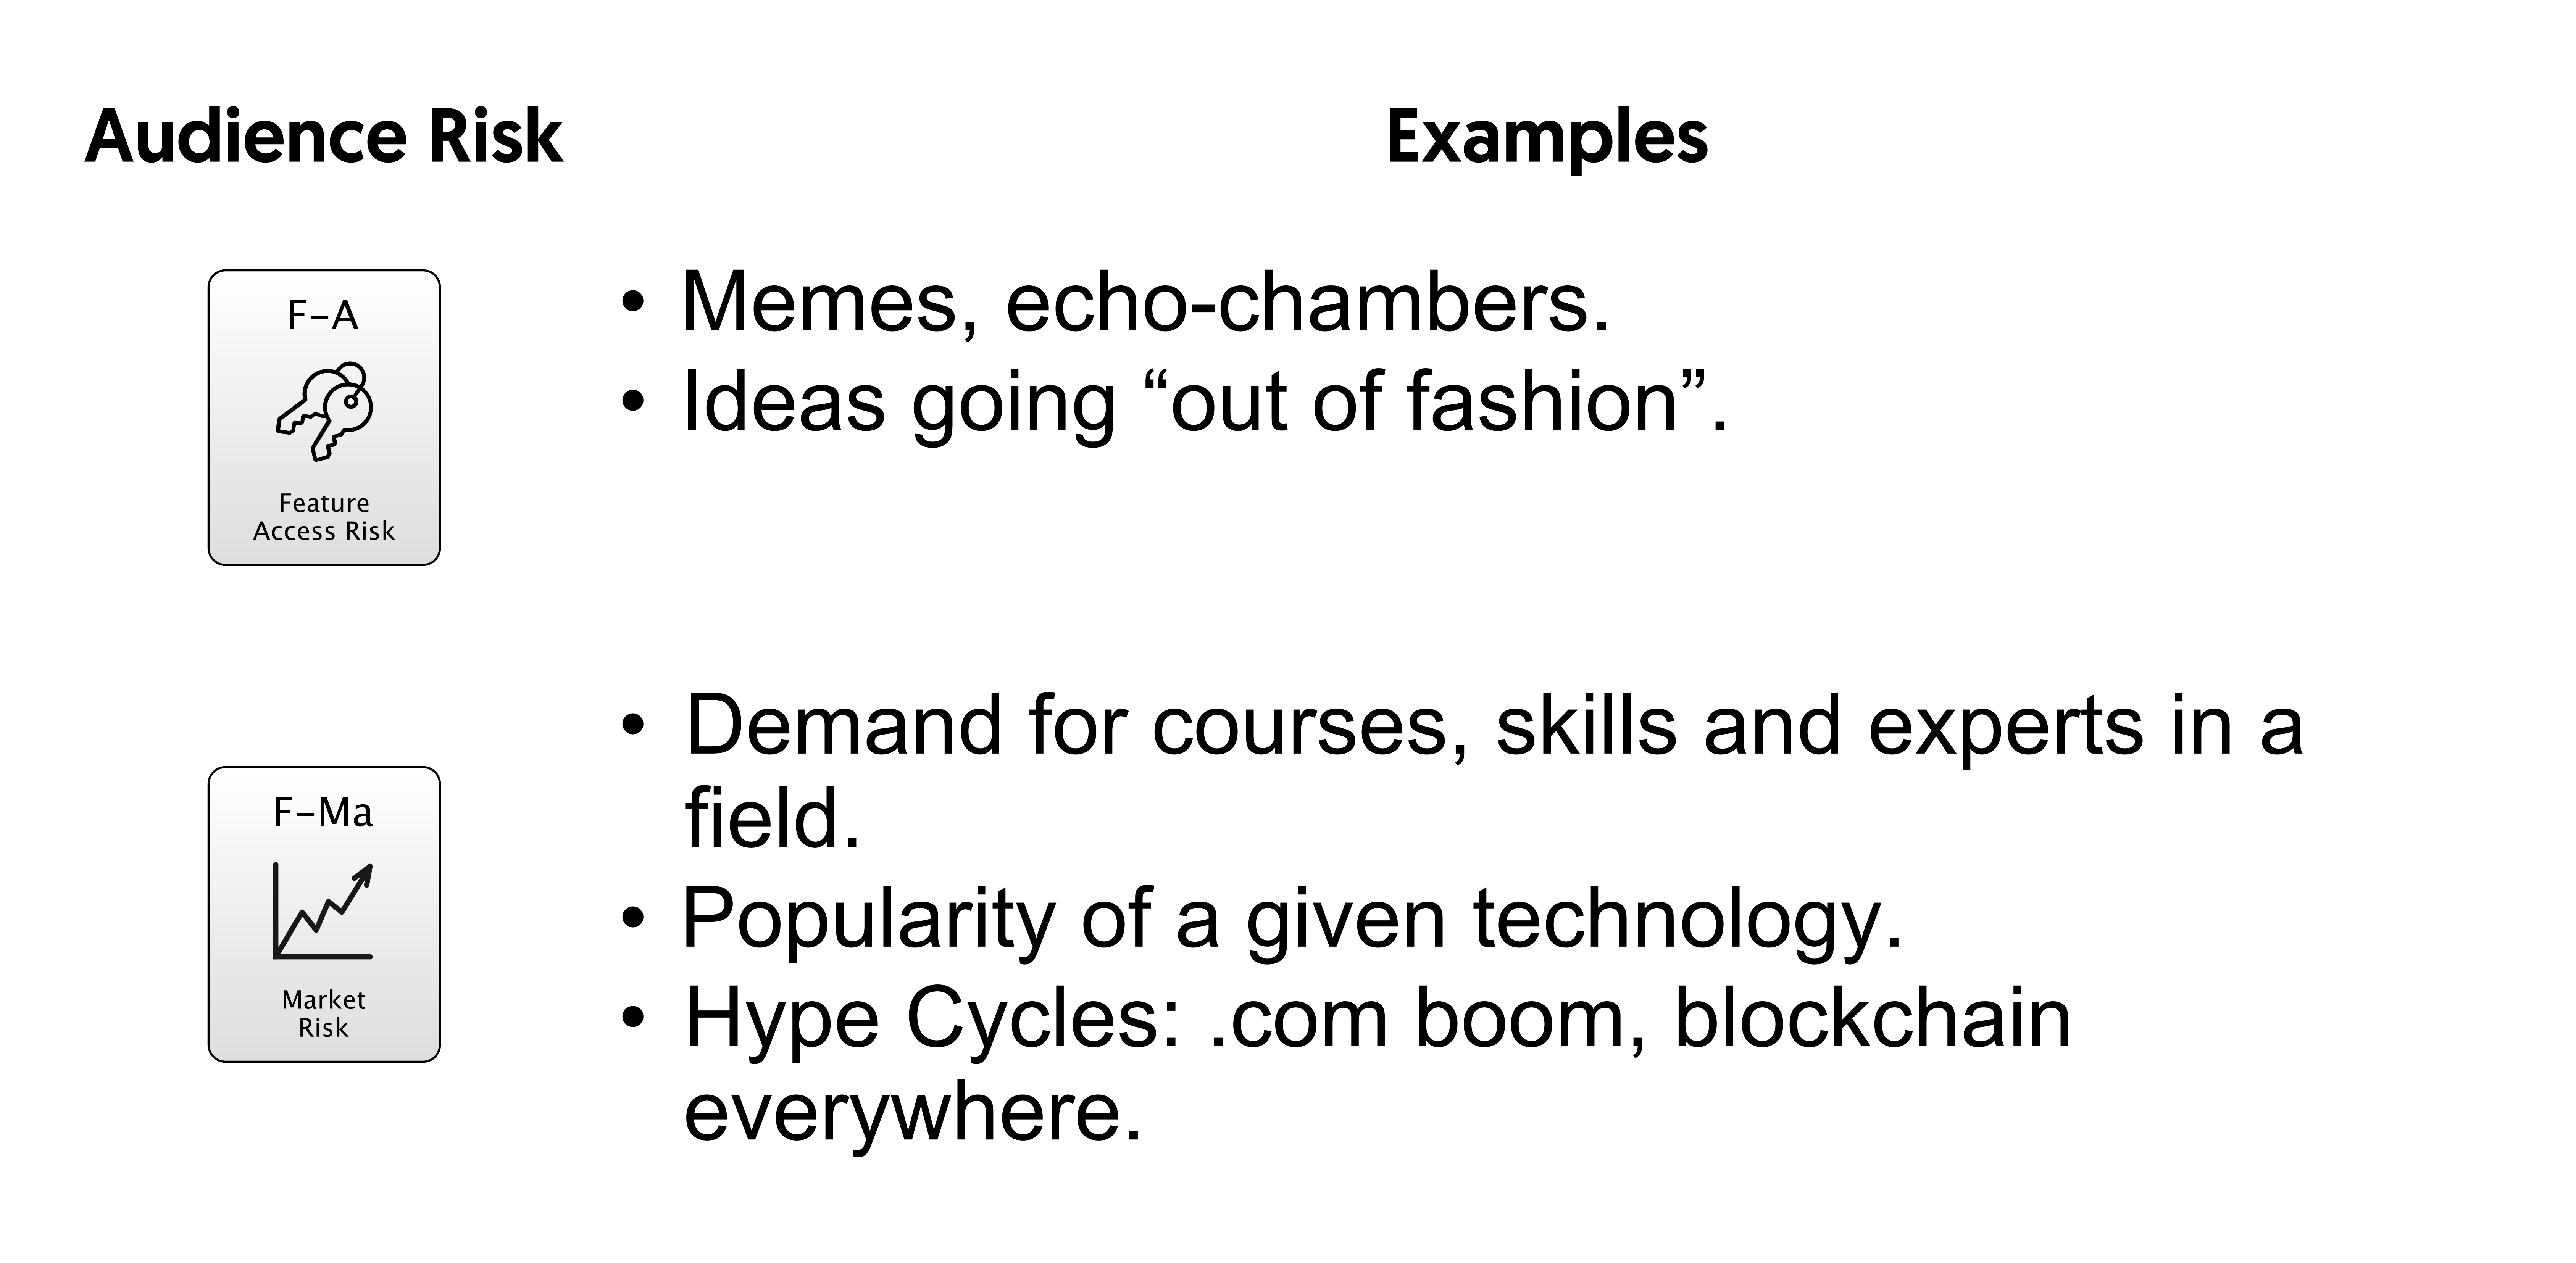 Audience Risk
Examples
F–A
Feature
Access Risk
• Memes, echo-chambers.
• Ideas going “out of fashion”.
F–Ma
Market
Risk
• Demand for courses, skills and experts in a
field.
• Popularity of a given technology.
• Hype Cycles: .com boom, blockchain
everywhere.